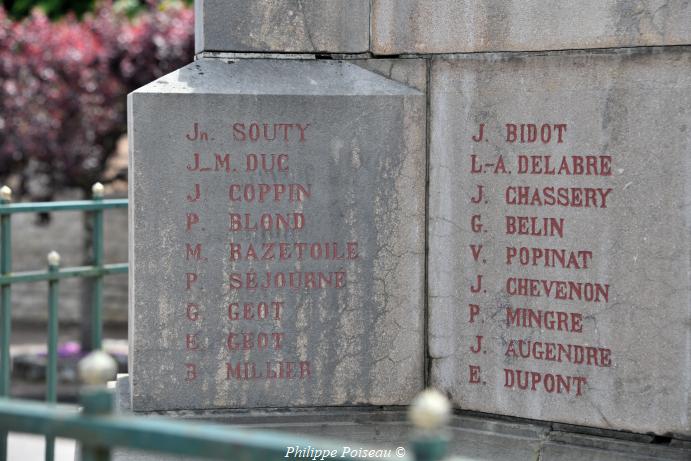 Jn. SOUTY
J-M. DUC
J. COPPIN
P. BLOND
M. RAZETOILE
P. SÉJOURNÉ
G. GEOT
E. GEOT
B. MILLIER
J. BIDOT
L.-A. DELABRE
J. CHASSERY
G. BELIN
V. POPINAT
J. CHEVENON
P. MINGRE
J. AUGENDRE
E. DUPONT
Philippe Poiseau ©